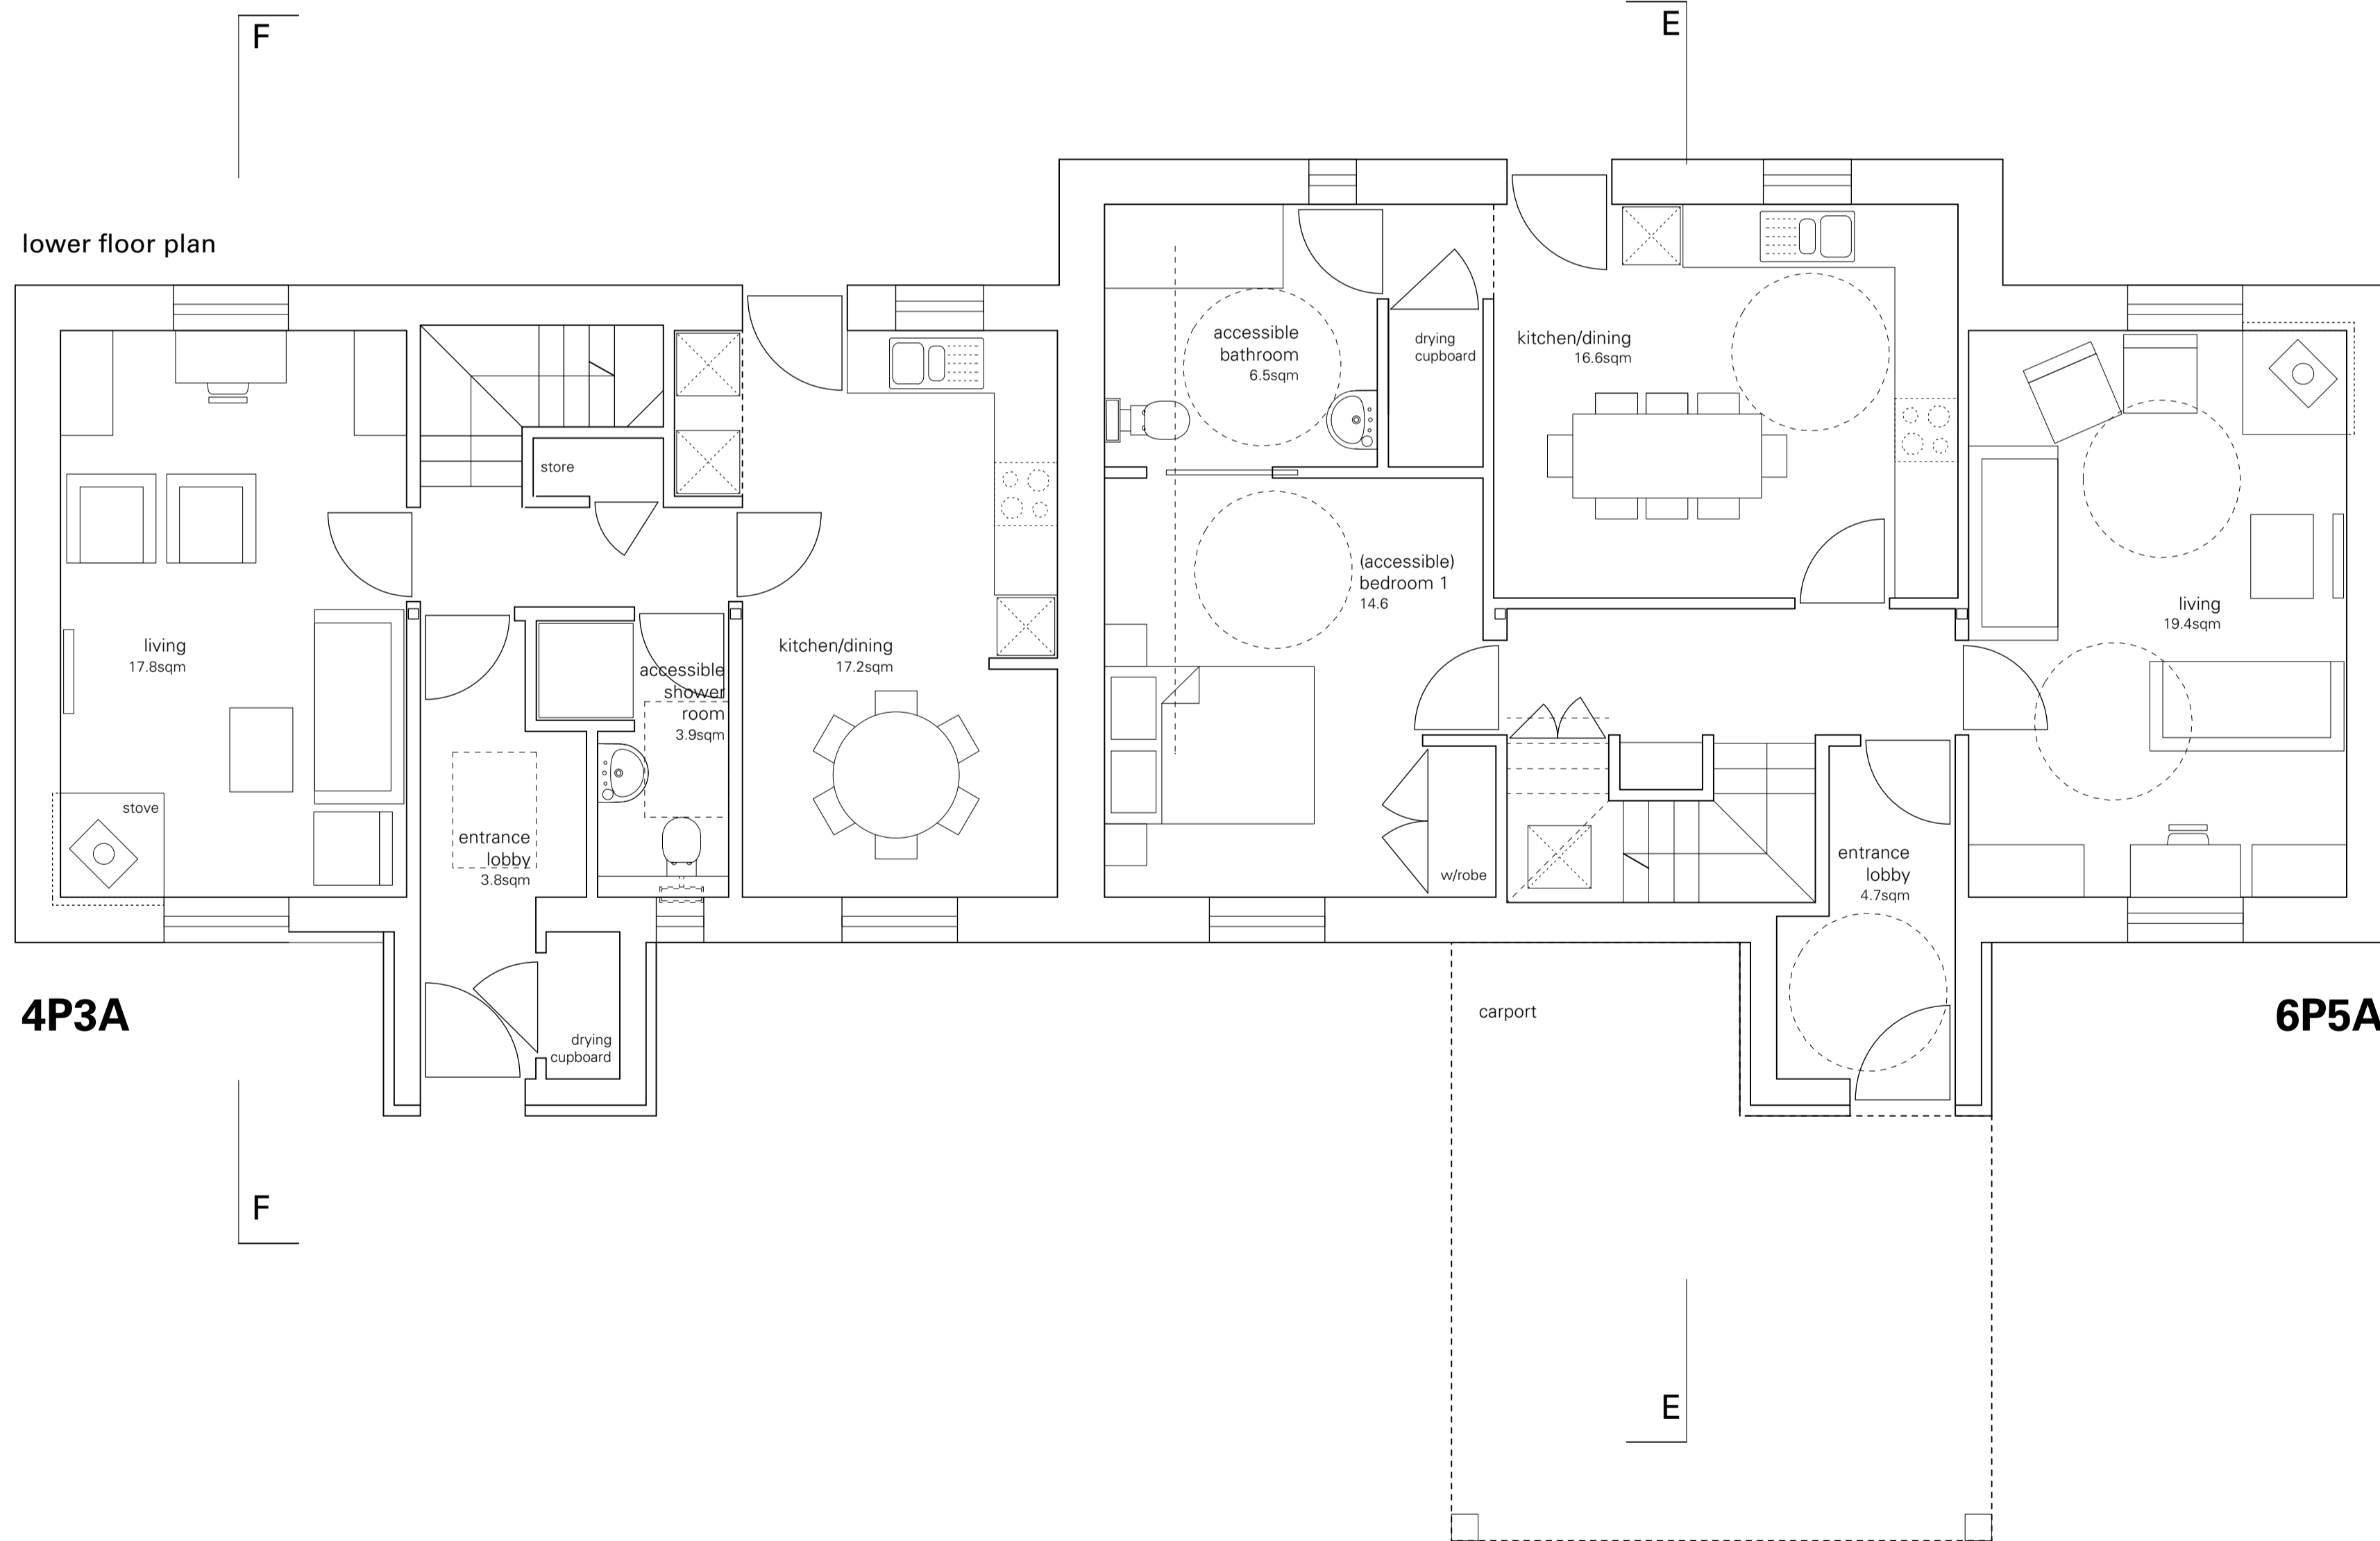 F
E
lower floor plan
store
living
17.8sqm
stove
entrance
lobby
3.8sqm
accessible
shower
room
3.9sqm
kitchen/dining
17.2sqm
drying
cupboard
accessible
bathroom
6.5sqm
drying
cupboard
kitchen/dining
16.6sqm
(accessible)
bedroom 1
14.6
w/robe
living
19.4sqm
entrance
lobby
4.7sqm
4P3A
carport
6P5A
F
E